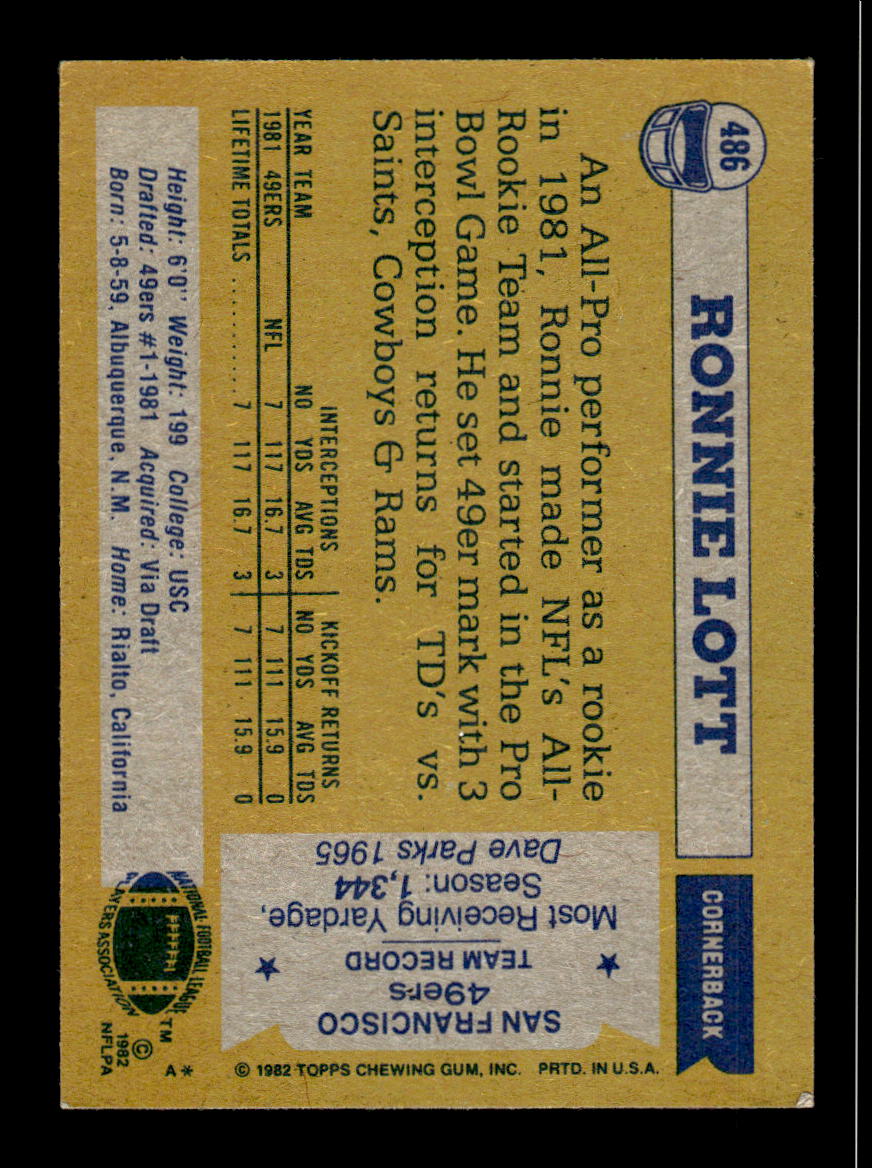 486
RONNIE LOTT
CORNERBACK
An All-Pro performer as a rookie
in 1981, Ronnie made NFL's All-
Rookie Team and started in the Pro
Bowl Game. He set 49er mark with 3
interception returns for TD's vs.
Saints, Cowboys & Rams.
INTERCEPTIONS KICKOFF RETURNS
YEAR TEAM NO YDS AVG TDS NO YDS AVG TDS
1981 49ERS NFL 7 117 16.7 3 7 111 15.9 0
LIFETIME TOTALS .......... 7 117 16.7 3 7 111 15.9 0
Height: 6'0" Weight: 199 College: USC
Drafted: 49ers #1-1981 Acquired: Via Draft
Born: 5-8-59, Albuquerque, N.M. Home: Rialto, California
SAN FRANCISCO
49ers
★ TEAM RECORD ★
Most Receiving Yardage,
Season: 1,344
Dave Parks 1965
NATIONAL FOOTBALL LEAGUE
PLAYERS ASSOCIATION
TM
©
1982
NFLPA
A*
© 1982 TOPPS CHEWING GUM, INC. PRTD. IN U.S.A.